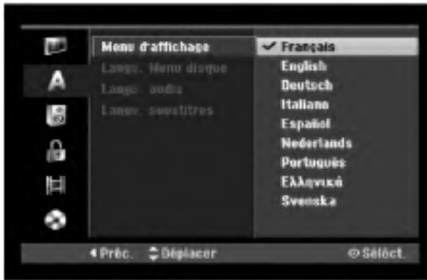 Menu d'affichage
✔ Français
Langu. Menu disque
English
Langu. audio
Deutsch
Langu. soustitres
Italiano
Español
Nederlands
Português
Ελληνικά
Svenska
Préc. Déplacer Séléct.
A